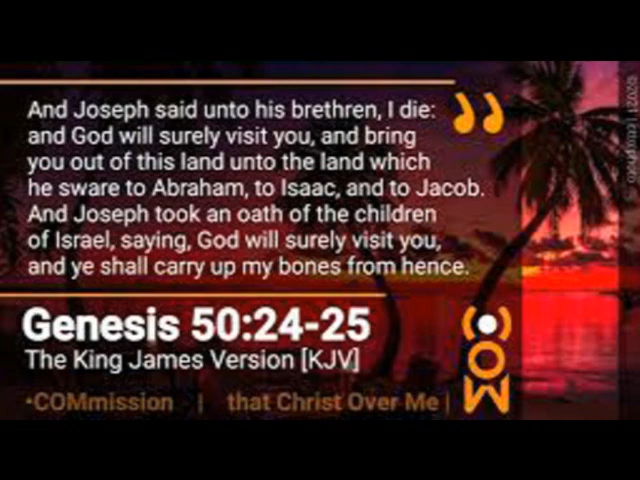 And Joseph said unto his brethren, I die:
and God will surely visit you, and bring
you out of this land unto the land which
he sware to Abraham, to Isaac, and to Jacob.
And Joseph took an oath of the children
of Israel, saying, God will surely visit you,
and ye shall carry up my bones from hence.
Genesis 50:24-25
The King James Version [KJV]
•COMmission | that Christ Over Me |